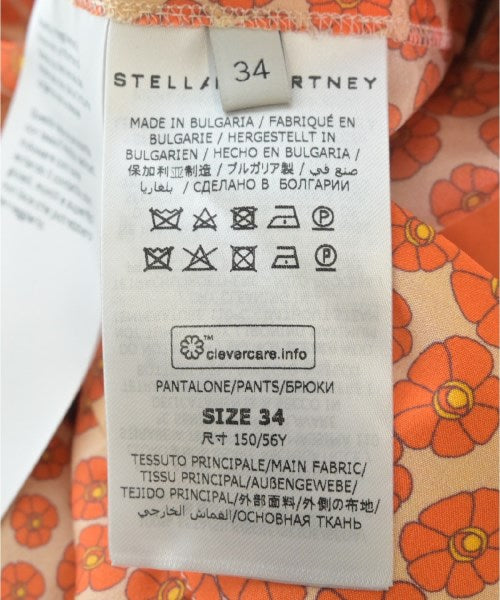 34
STELLA McCARTNEY
MADE IN BULGARIA / FABRIQUÉ EN
BULGARIE / HERGESTELLT IN
BULGARIEN / HECHO EN BULGARIA /
保加利亚制造 / ブルガリア製 / صنع في
بلغاريا / СДЕЛАНО В БОЛГАРИИ
P
P
™
clevercare.info
PANTALONE/PANTS/БРЮКИ
SIZE 34
尺寸 150/56Y
TESSUTO PRINCIPALE/MAIN FABRIC/
TISSU PRINCIPAL/AUßENGEWEBE/
TEJIDO PRINCIPAL/外部面料/外側の布地/
القماش الخارجي/ОСНОВНАЯ ТКАНЬ